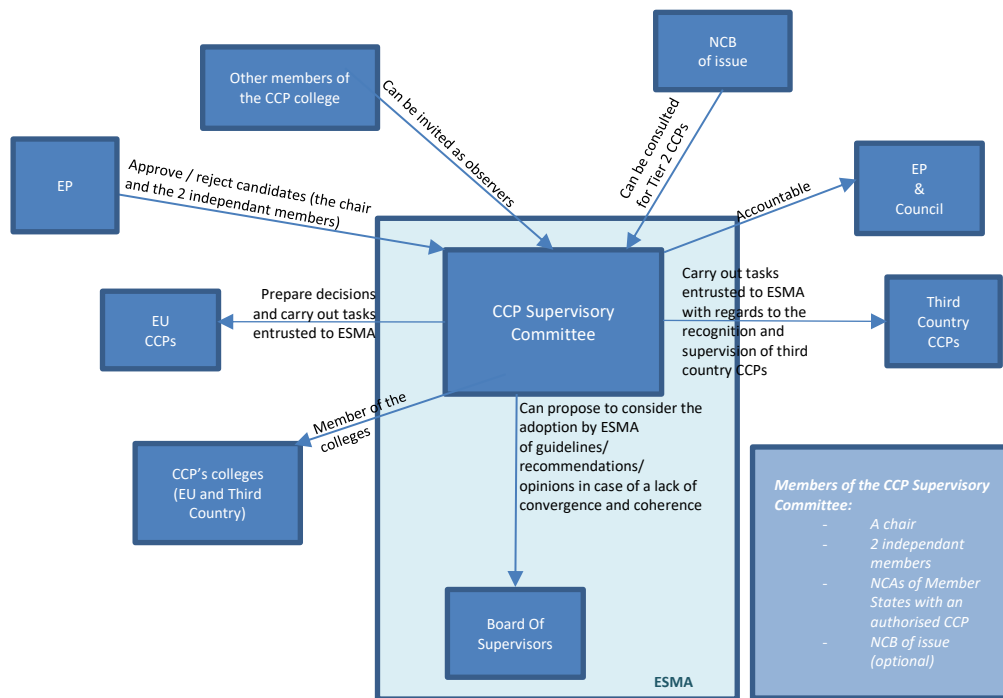 NCB
of issue
Other members of
the CCP college
Can be invited as
observers
Can be consulted
for Tier 2 CCPs
EP
Approve / reject candidates (the chair
and the 2 independant members)
EP
&
Council
Accountable
Prepare decisions
and carry out tasks
entrusted to ESMA
EU
CCPs
CCP Supervisory
Committee
Carry out tasks
entrusted to ESMA
with regards to the
recognition and
supervision of third
country CCPs
Third
Country
CCPs
Member of the
colleges
CCP's colleges
(EU and Third
Country)
Can propose to consider the
adoption by ESMA
of guidelines/
recommendations/
opinions in case of a lack of
convergence and coherence
Members of the CCP Supervisory
Committee:
- A chair
- 2 independant
members
- NCAs of Member
States with an
authorised CCP
- NCB of issue
(optional)
Board Of
Supervisors
ESMA